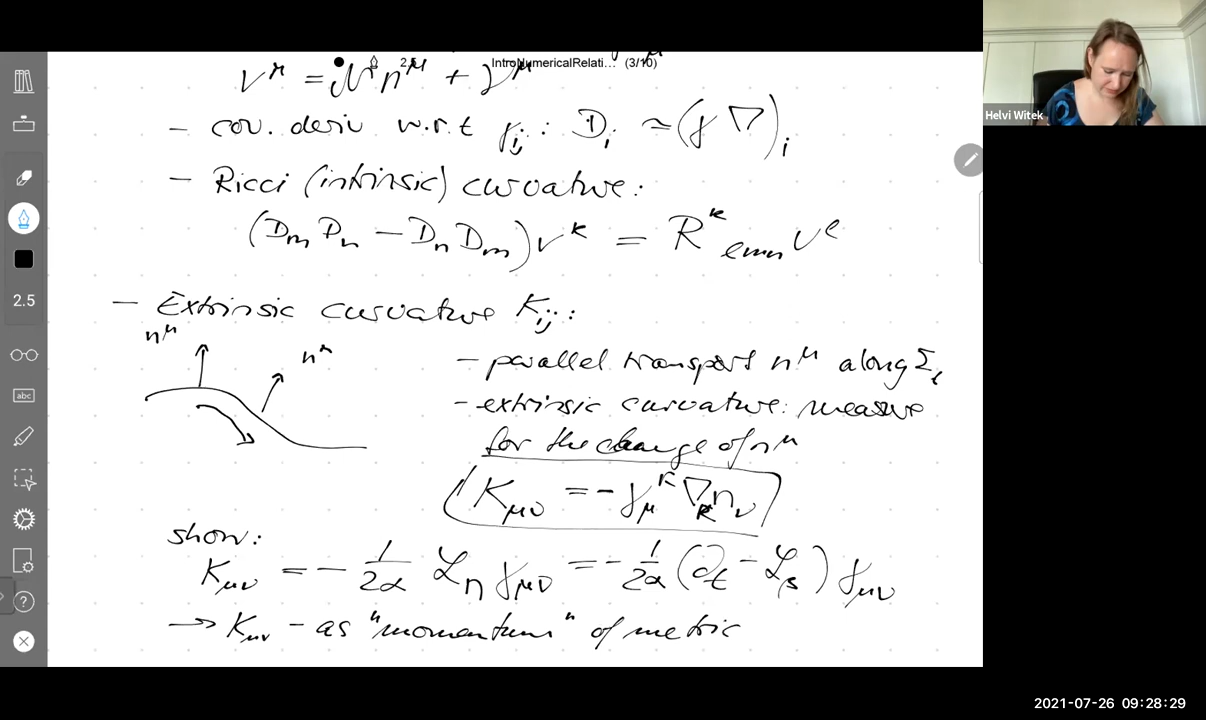 2.5
IntroNumericalRelati... (3/10)
v^μ = 𝒩 n^μ + 𝒱^μ
– cov. deriv w.r.t γ_ij : D_i ≃ (γ ∇)_i
Helvi Witek
– Ricci (intrinsic) curvature:
(D_m D_n – D_n D_m) v^k = R^k_lmn v^l
2.5
– Extrinsic curvature K_ij :
n^μ
n^μ
abc
– parallel transport n^μ along Σ_t
– extrinsic curvature: measure
for the change of n^μ
K_μν = – γ_μ^κ ∇_κ n_ν
show:
K_μν = – 1/2α ℒ_n γ_μν = – 1/2α (∂_t – ℒ_β) γ_μν
→ K_μν – as "momentum" of metric
2021-07-26 09:28:29